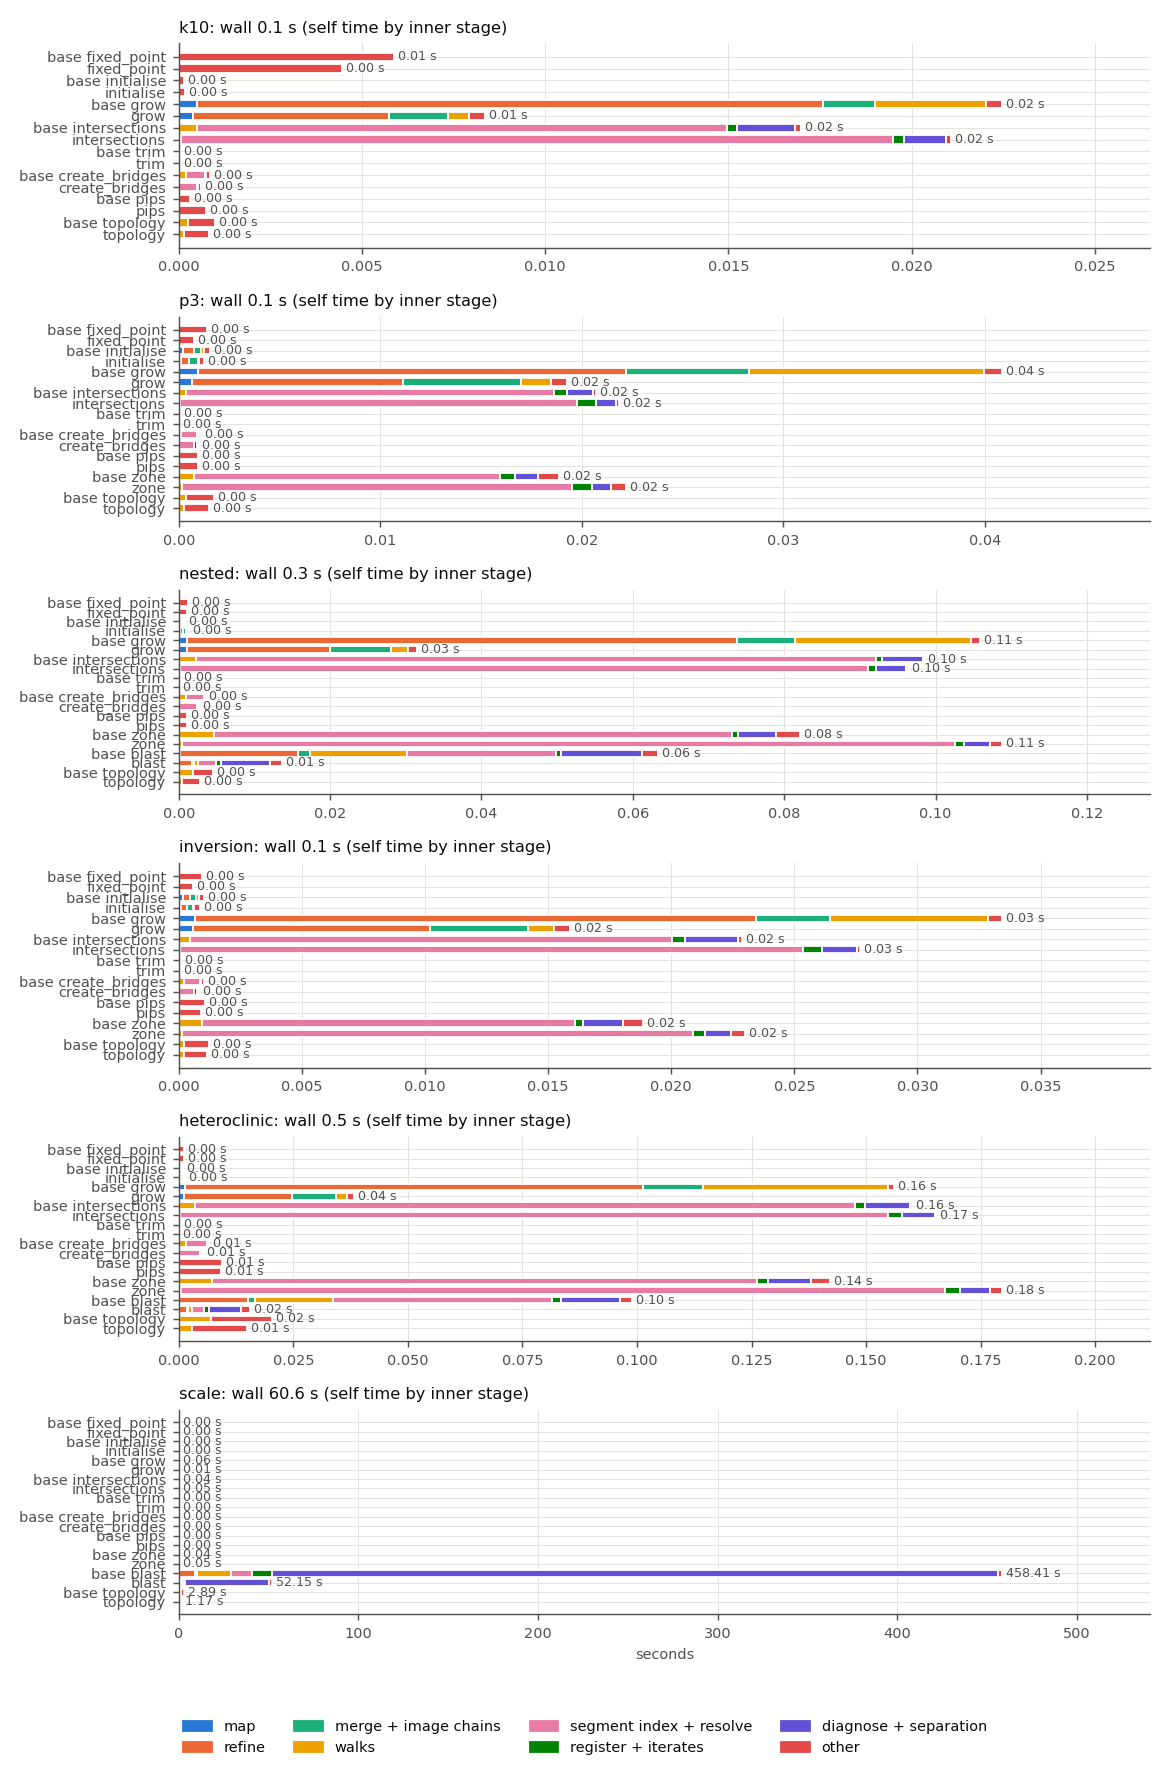 k10: wall 0.1 s (self time by inner stage)
base fixed_point 0.01 s
fixed_point 0.00 s
base initialise 0.00 s
initialise 0.00 s
base grow 0.02 s
grow 0.01 s
base intersections 0.02 s
intersections 0.02 s
base trim 0.00 s
trim 0.00 s
base create_bridges 0.00 s
create_bridges 0.00 s
base pips 0.00 s
pips 0.00 s
base topology 0.00 s
topology 0.00 s
0.000 0.005 0.010 0.015 0.020 0.025
p3: wall 0.1 s (self time by inner stage)
base fixed_point 0.00 s
fixed_point 0.00 s
base initialise 0.00 s
initialise 0.00 s
base grow 0.04 s
grow 0.02 s
base intersections 0.02 s
intersections 0.02 s
base trim 0.00 s
trim 0.00 s
base create_bridges 0.00 s
create_bridges 0.00 s
base pips 0.00 s
pips 0.00 s
base zone 0.02 s
zone 0.02 s
base topology 0.00 s
topology 0.00 s
0.00 0.01 0.02 0.03 0.04
nested: wall 0.3 s (self time by inner stage)
base fixed_point 0.00 s
fixed_point 0.00 s
base initialise 0.00 s
initialise 0.00 s
base grow 0.11 s
grow 0.03 s
base intersections 0.10 s
intersections 0.10 s
base trim 0.00 s
trim 0.00 s
base create_bridges 0.00 s
create_bridges 0.00 s
base pips 0.00 s
pips 0.00 s
base zone 0.08 s
zone 0.11 s
base blast 0.06 s
blast 0.01 s
base topology 0.00 s
topology 0.00 s
0.00 0.02 0.04 0.06 0.08 0.10 0.12
inversion: wall 0.1 s (self time by inner stage)
base fixed_point 0.00 s
fixed_point 0.00 s
base initialise 0.00 s
initialise 0.00 s
base grow 0.03 s
grow 0.02 s
base intersections 0.02 s
intersections 0.03 s
base trim 0.00 s
trim 0.00 s
base create_bridges 0.00 s
create_bridges 0.00 s
base pips 0.00 s
pips 0.00 s
base zone 0.02 s
zone 0.02 s
base topology 0.00 s
topology 0.00 s
0.000 0.005 0.010 0.015 0.020 0.025 0.030 0.035
heteroclinic: wall 0.5 s (self time by inner stage)
base fixed_point 0.00 s
fixed_point 0.00 s
base initialise 0.00 s
initialise 0.00 s
base grow 0.16 s
grow 0.04 s
base intersections 0.16 s
intersections 0.17 s
base trim 0.00 s
trim 0.00 s
base create_bridges 0.01 s
create_bridges 0.01 s
base pips 0.01 s
pips 0.01 s
base zone 0.14 s
zone 0.18 s
base blast 0.10 s
blast 0.02 s
base topology 0.02 s
topology 0.01 s
0.000 0.025 0.050 0.075 0.100 0.125 0.150 0.175 0.200
scale: wall 60.6 s (self time by inner stage)
base fixed_point 0.00 s
fixed_point 0.00 s
base initialise 0.00 s
initialise 0.00 s
base grow 0.06 s
grow 0.01 s
base intersections 0.04 s
intersections 0.05 s
base trim 0.00 s
trim 0.00 s
base create_bridges 0.00 s
create_bridges 0.00 s
base pips 0.00 s
pips 0.00 s
base zone 0.04 s
zone 0.05 s
base blast 458.41 s
blast 52.15 s
base topology 2.89 s
topology 1.17 s
0 100 200 300 400 500
seconds
map merge + image chains segment index + resolve diagnose + separation
refine walks register + iterates other